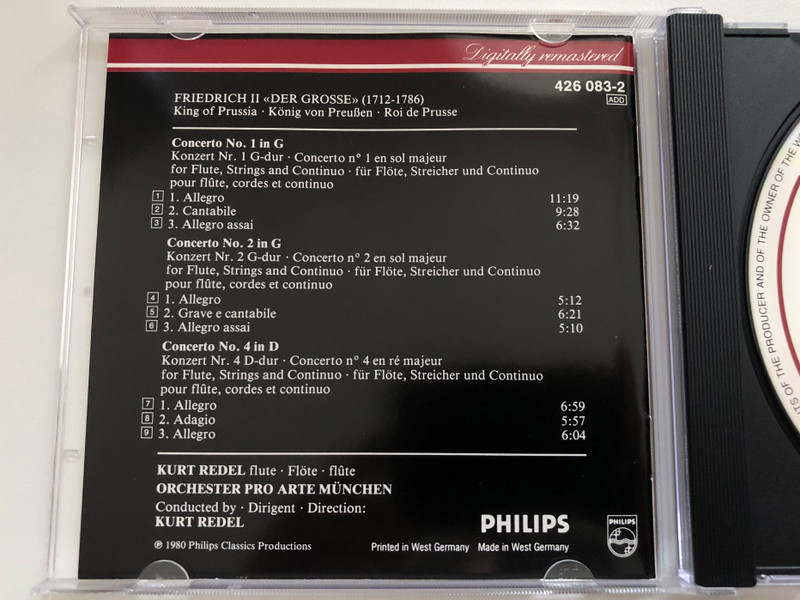 Digitally remastered
426 083-2
ADD
FRIEDRICH II «DER GROSSE» (1712-1786)
King of Prussia · König von Preußen · Roi de Prusse
Concerto No. 1 in G
Konzert Nr. 1 G-dur · Concerto n° 1 en sol majeur
for Flute, Strings and Continuo · für Flöte, Streicher und Continuo
pour flûte, cordes et continuo
1 1. Allegro 11:19
2 2. Cantabile 9:28
3 3. Allegro assai 6:32
Concerto No. 2 in G
Konzert Nr. 2 G-dur · Concerto n° 2 en sol majeur
for Flute, Strings and Continuo · für Flöte, Streicher und Continuo
pour flûte, cordes et continuo
4 1. Allegro 5:12
5 2. Grave e cantabile 6:21
6 3. Allegro assai 5:10
Concerto No. 4 in D
Konzert Nr. 4 D-dur · Concerto n° 4 en ré majeur
for Flute, Strings and Continuo · für Flöte, Streicher und Continuo
pour flûte, cordes et continuo
7 1. Allegro 6:59
8 2. Adagio 5:57
9 3. Allegro 6:04
KURT REDEL flute · Flöte · flûte
ORCHESTER PRO ARTE MÜNCHEN
Conducted by · Dirigent · Direction:
KURT REDEL
PHILIPS
PHILIPS
℗ 1980 Philips Classics Productions
Printed in West Germany Made in West Germany
OF THE PRODUCER AND OF THE OWNER OF THE